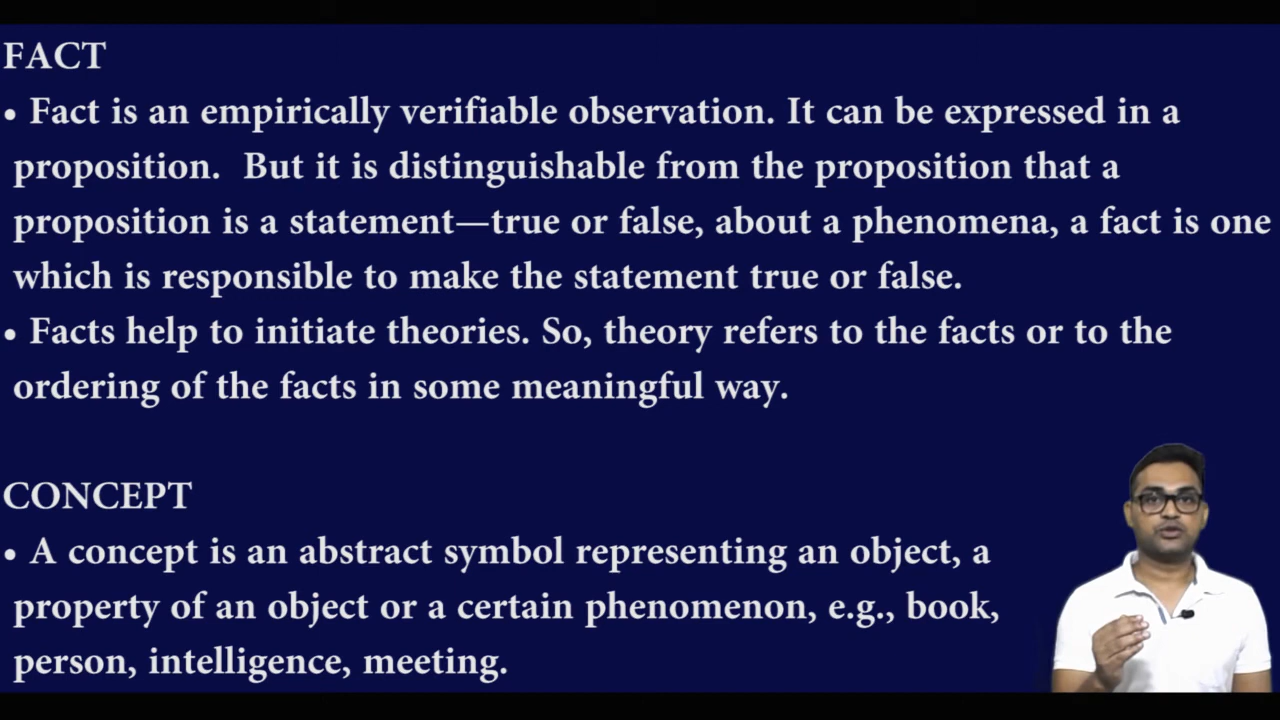 FACT
• Fact is an empirically verifiable observation. It can be expressed in a
proposition. But it is distinguishable from the proposition that a
proposition is a statement—true or false, about a phenomena, a fact is one
which is responsible to make the statement true or false.
• Facts help to initiate theories. So, theory refers to the facts or to the
ordering of the facts in some meaningful way.
CONCEPT
• A concept is an abstract symbol representing an object, a
property of an object or a certain phenomenon, e.g., book,
person, intelligence, meeting.